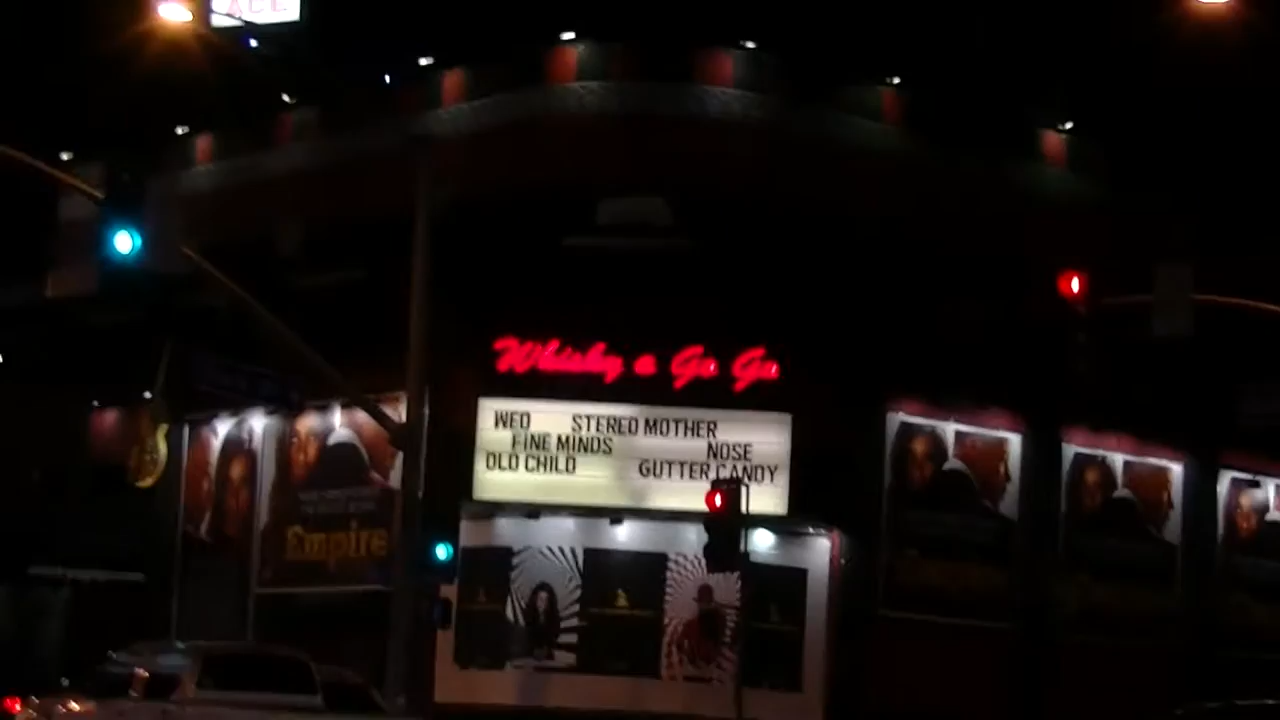 Whisky a Go Go
WED STEREO MOTHER
FINE MINDS NOSE
OLD CHILD GUTTER CANDY
Empire